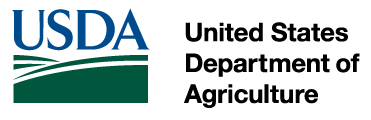 USDA
United States
Department of
Agriculture